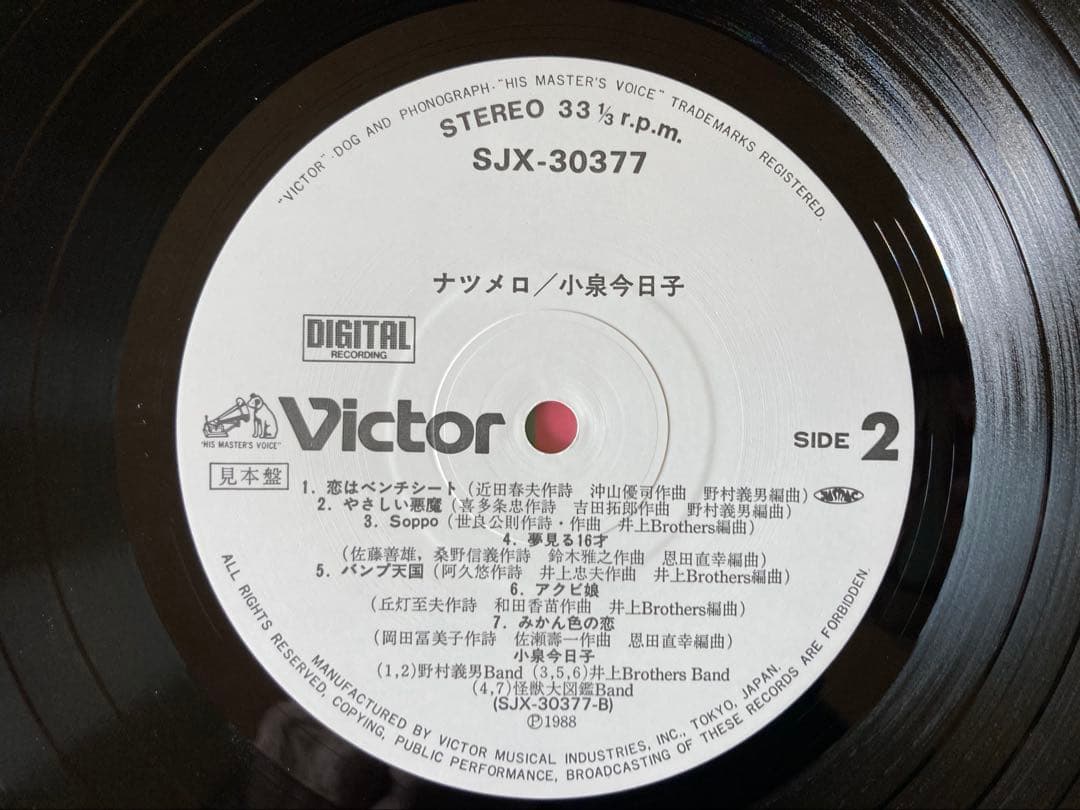 "VICTOR"·DOG AND PHONOGRAPH·"HIS MASTER'S VOICE" TRADEMARKS REGISTERED.
STEREO 33 1/3 r.p.m.
SJX-30377
ナツメロ/小泉今日子
DIGITAL
RECORDING
"HIS MASTER'S VOICE"
Victor
SIDE 2
見本盤
1. 恋はベンチシート (近田春夫作詩 沖山優司作曲 野村義男編曲)
2. やさしい悪魔 (喜多条忠作詩 吉田拓郎作曲 野村義男編曲)
3. Soppo (世良公則作詩・作曲 井上Brothers編曲)
4. 夢見る16才
(佐藤善雄, 桑野信義作詩 鈴木雅之作曲 恩田直幸編曲)
5. バンプ天国 (阿久悠作詩 井上忠夫作曲 井上Brothers編曲)
6. アクビ娘
(丘灯至夫作詩 和田香苗作曲 井上Brothers編曲)
7. みかん色の恋
(岡田冨美子作詩 佐瀬壽一作曲 恩田直幸編曲)
小泉今日子
(1,2)野村義男Band (3,5,6)井上Brothers Band
(4,7)怪獣大図鑑Band
(SJX-30377-B)
Ⓟ1988
ALL RIGHTS RESERVED, COPYING, PUBLIC PERFORMANCE, BROADCASTING OF THESE RECORDS ARE FORBIDDEN.
MANUFACTURED BY VICTOR MUSICAL INDUSTRIES, INC., TOKYO, JAPAN.